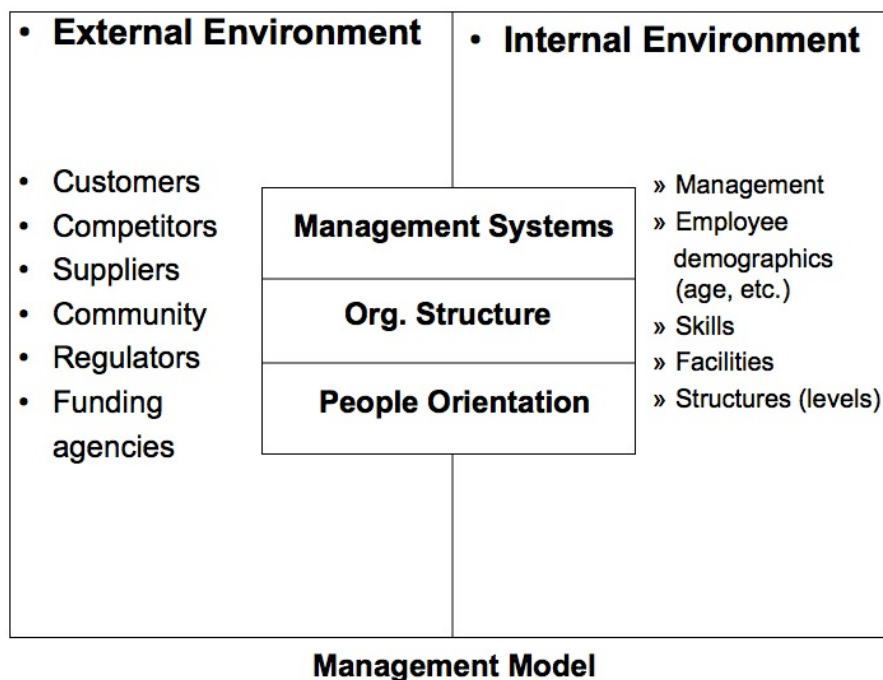 • External Environment
• Customers
• Competitors
• Suppliers
• Community
• Regulators
• Funding
agencies
Management Systems
Org. Structure
People Orientation
• Internal Environment
» Management
» Employee
demographics
(age, etc.)
» Skills
» Facilities
» Structures (levels)
Management Model